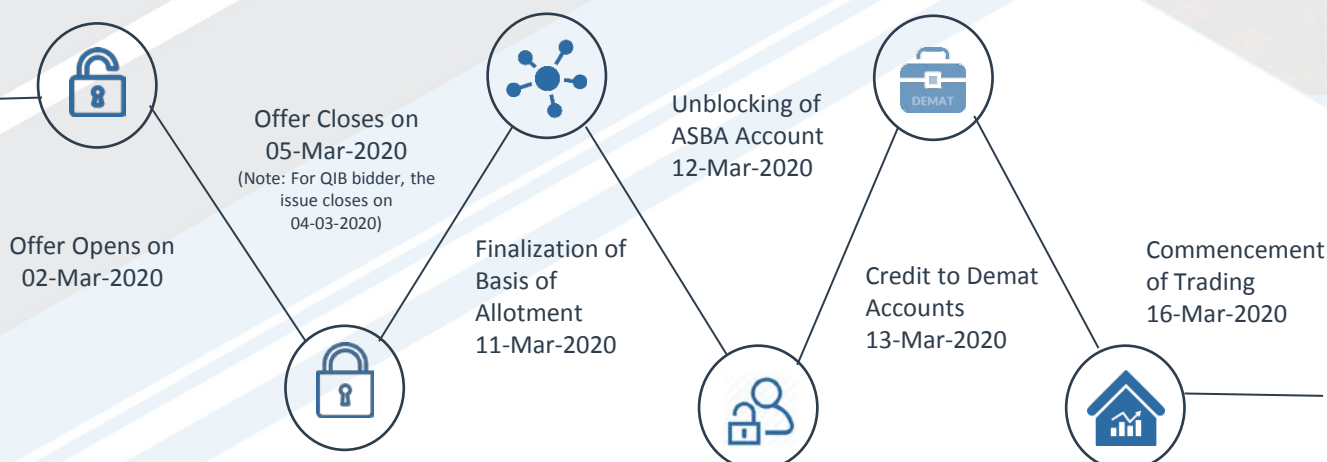 Offer Opens on
02-Mar-2020
Offer Closes on
05-Mar-2020
(Note: For QIB bidder, the
issue closes on
04-03-2020)
Finalization of
Basis of
Allotment
11-Mar-2020
Unblocking of
ASBA Account
12-Mar-2020
DEMAT
Credit to Demat
Accounts
13-Mar-2020
Commencement
of Trading
16-Mar-2020